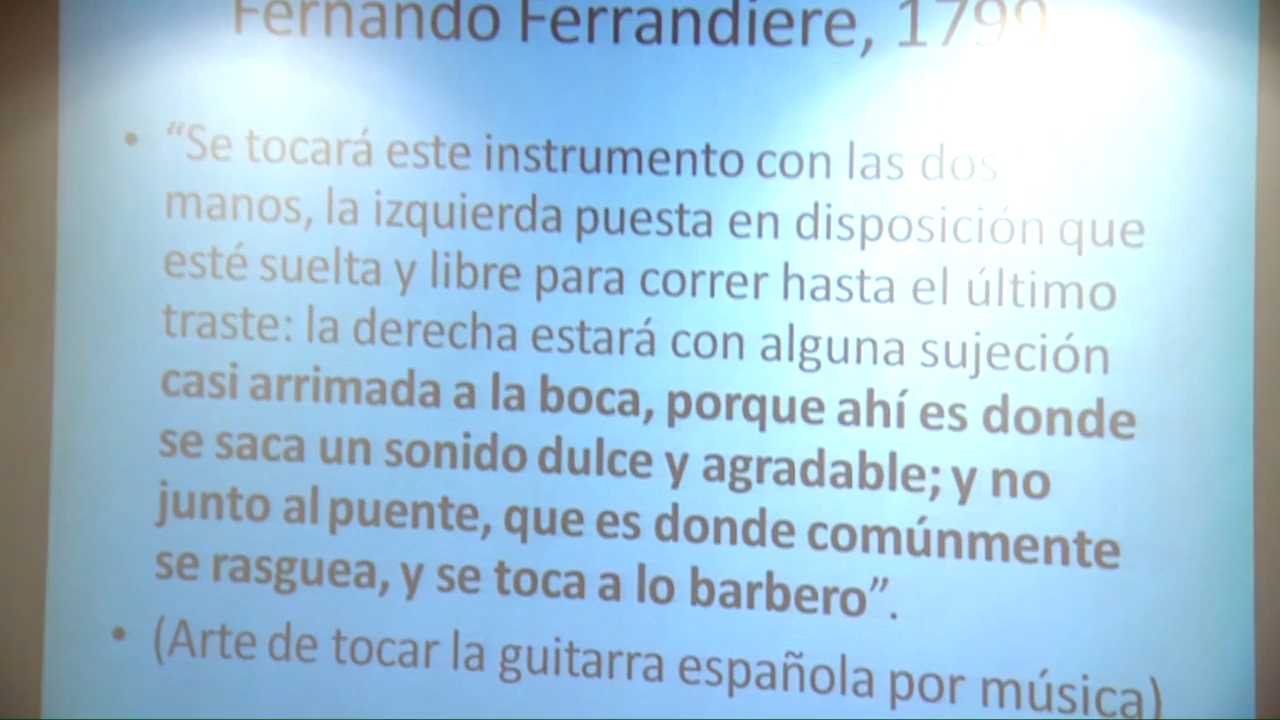 Fernando Ferrandiere, 1799
• “Se tocará este instrumento con las dos
manos, la izquierda puesta en disposición que
esté suelta y libre para correr hasta el último
traste: la derecha estará con alguna sujeción
casi arrimada a la boca, porque ahí es donde
se saca un sonido dulce y agradable; y no
junto al puente, que es donde comúnmente
se rasguea, y se toca a lo barbero”.
• (Arte de tocar la guitarra española por música)